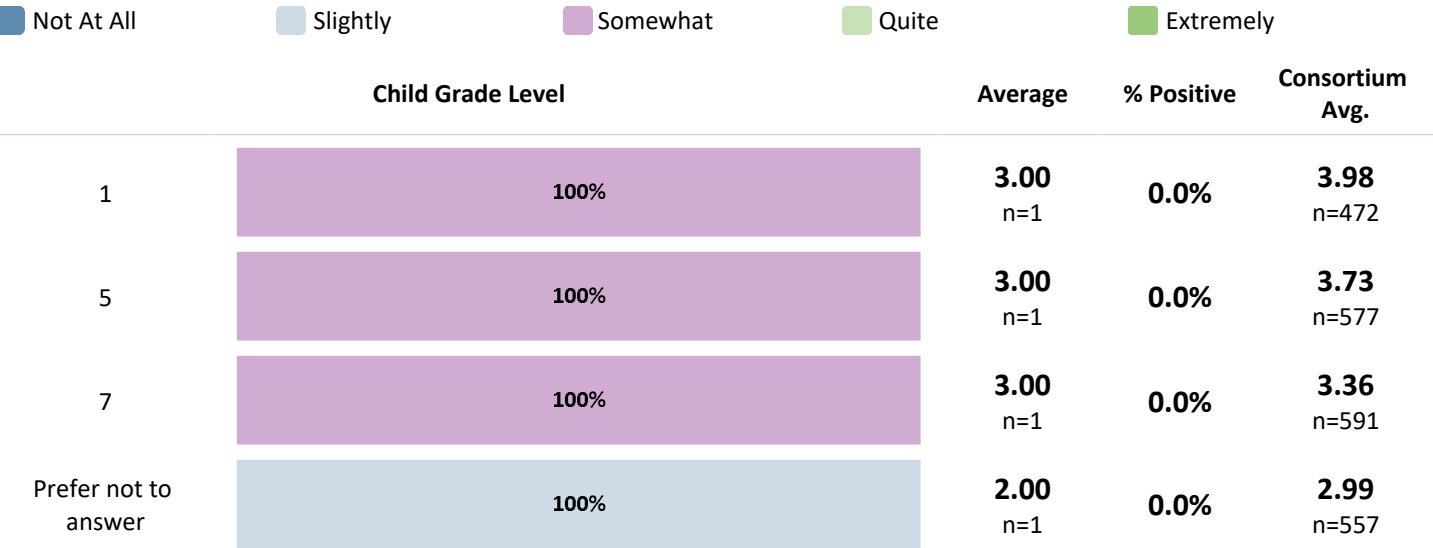 Not At All Slightly Somewhat Quite Extremely
Child Grade Level Average % Positive Consortium Avg.
1 100% 3.00 n=1 0.0% 3.98 n=472
5 100% 3.00 n=1 0.0% 3.73 n=577
7 100% 3.00 n=1 0.0% 3.36 n=591
Prefer not to answer 100% 2.00 n=1 0.0% 2.99 n=557